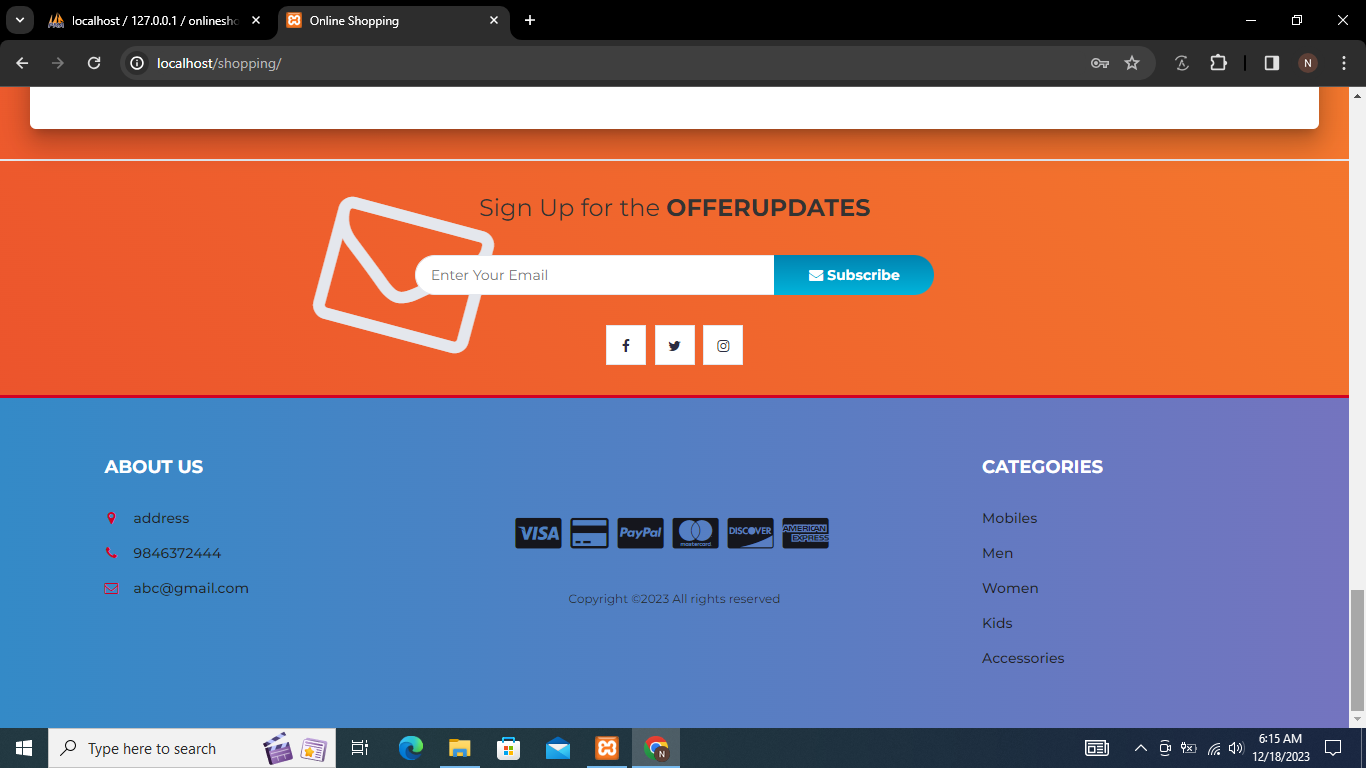 localhost / 127.0.0.1 / onlinesho
Online Shopping
localhost/shopping/
N
Sign Up for the OFFERUPDATES
Enter Your Email
Subscribe
ABOUT US
address
9846372444
abc@gmail.com
VISA
PayPal
mastercard
DISCOVER
AMERICAN
EXPRESS
Copyright ©2023 All rights reserved
CATEGORIES
Mobiles
Men
Women
Kids
Accessories
Type here to search
N
6:15 AM
12/18/2023